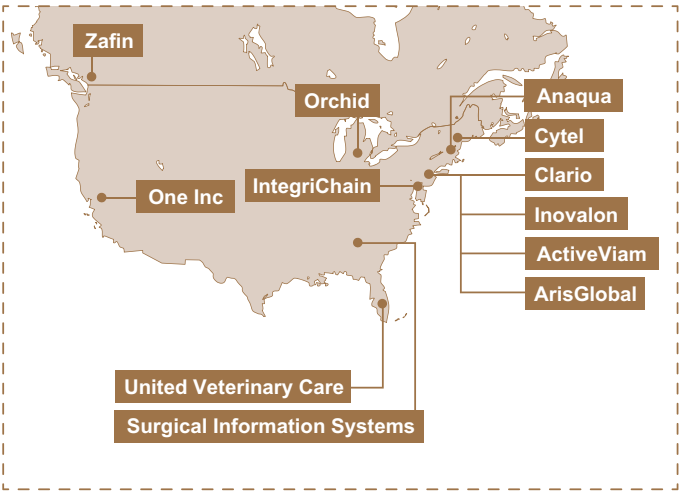 Zafin
Orchid
Anaqua
Cytel
Clario
IntegriChain
One Inc
Inovalon
ActiveViam
ArisGlobal
United Veterinary Care
Surgical Information Systems